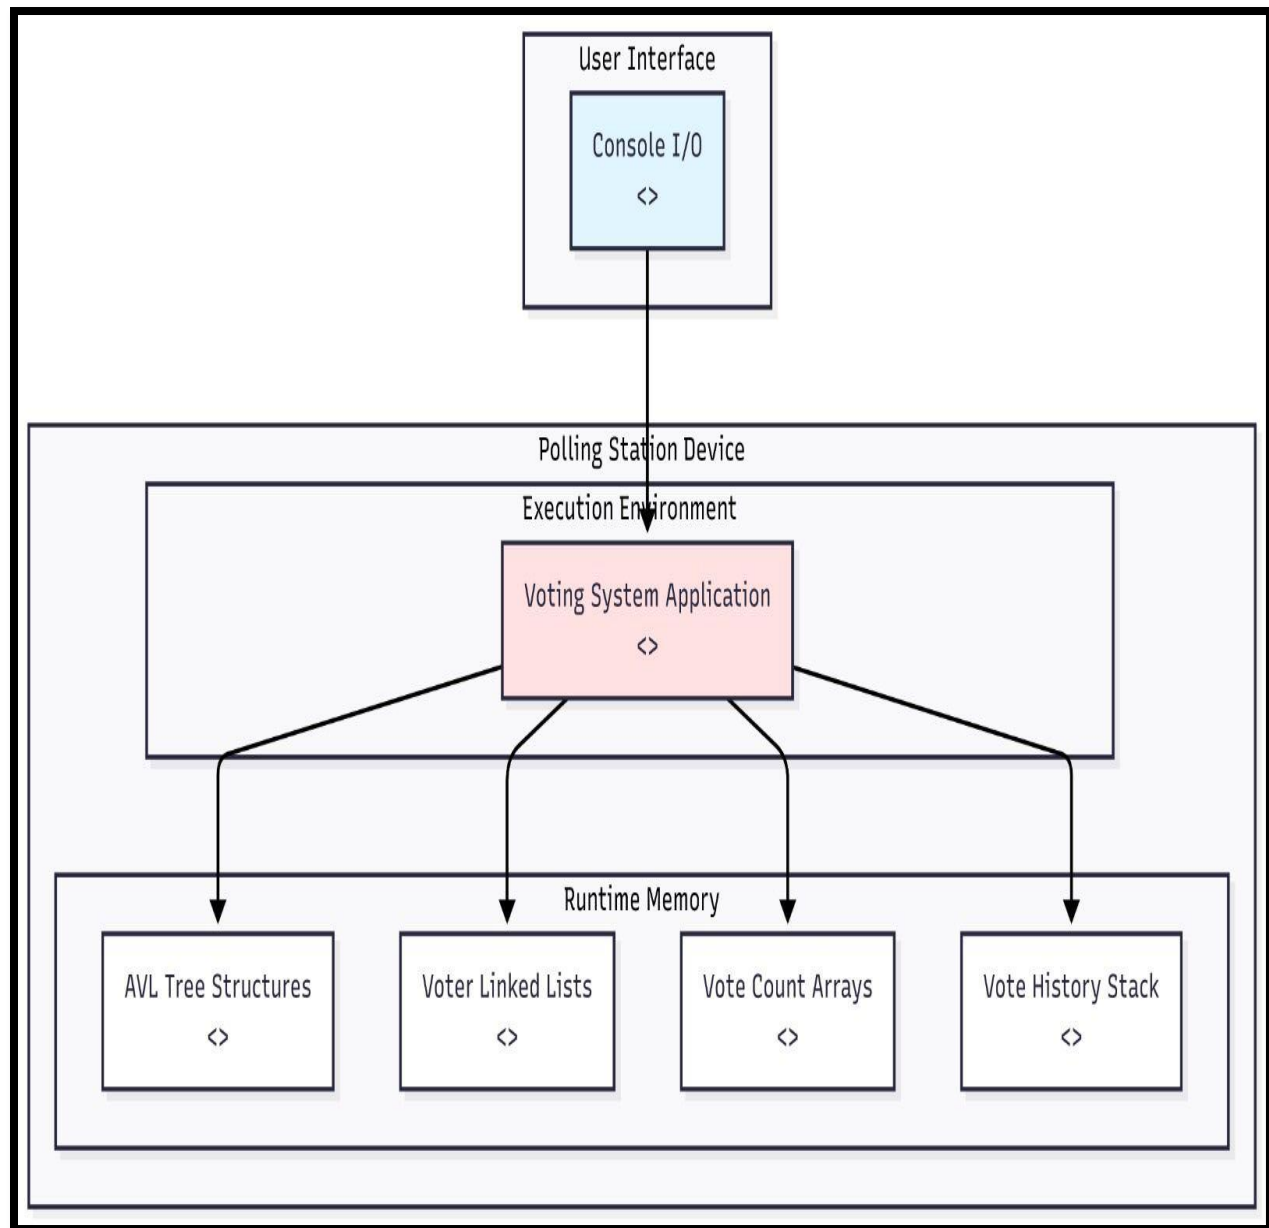 User Interface
Console I/O
<>
Polling Station Device
Execution Environment
Voting System Application
<>
Runtime Memory
AVL Tree Structures
<>
Voter Linked Lists
<>
Vote Count Arrays
<>
Vote History Stack
<>